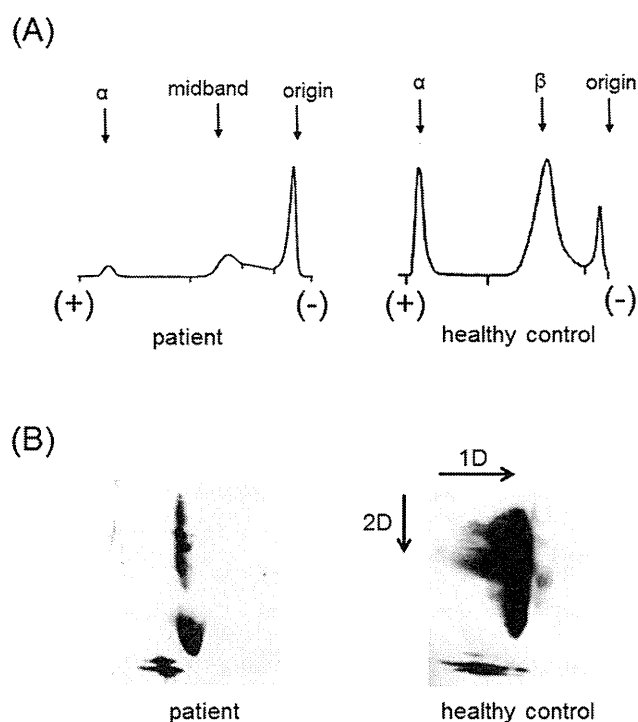 (A)
α midband origin
α β origin
(+) (-)
patient
(+) (-)
healthy control
(B)
1D
2D
patient
healthy control